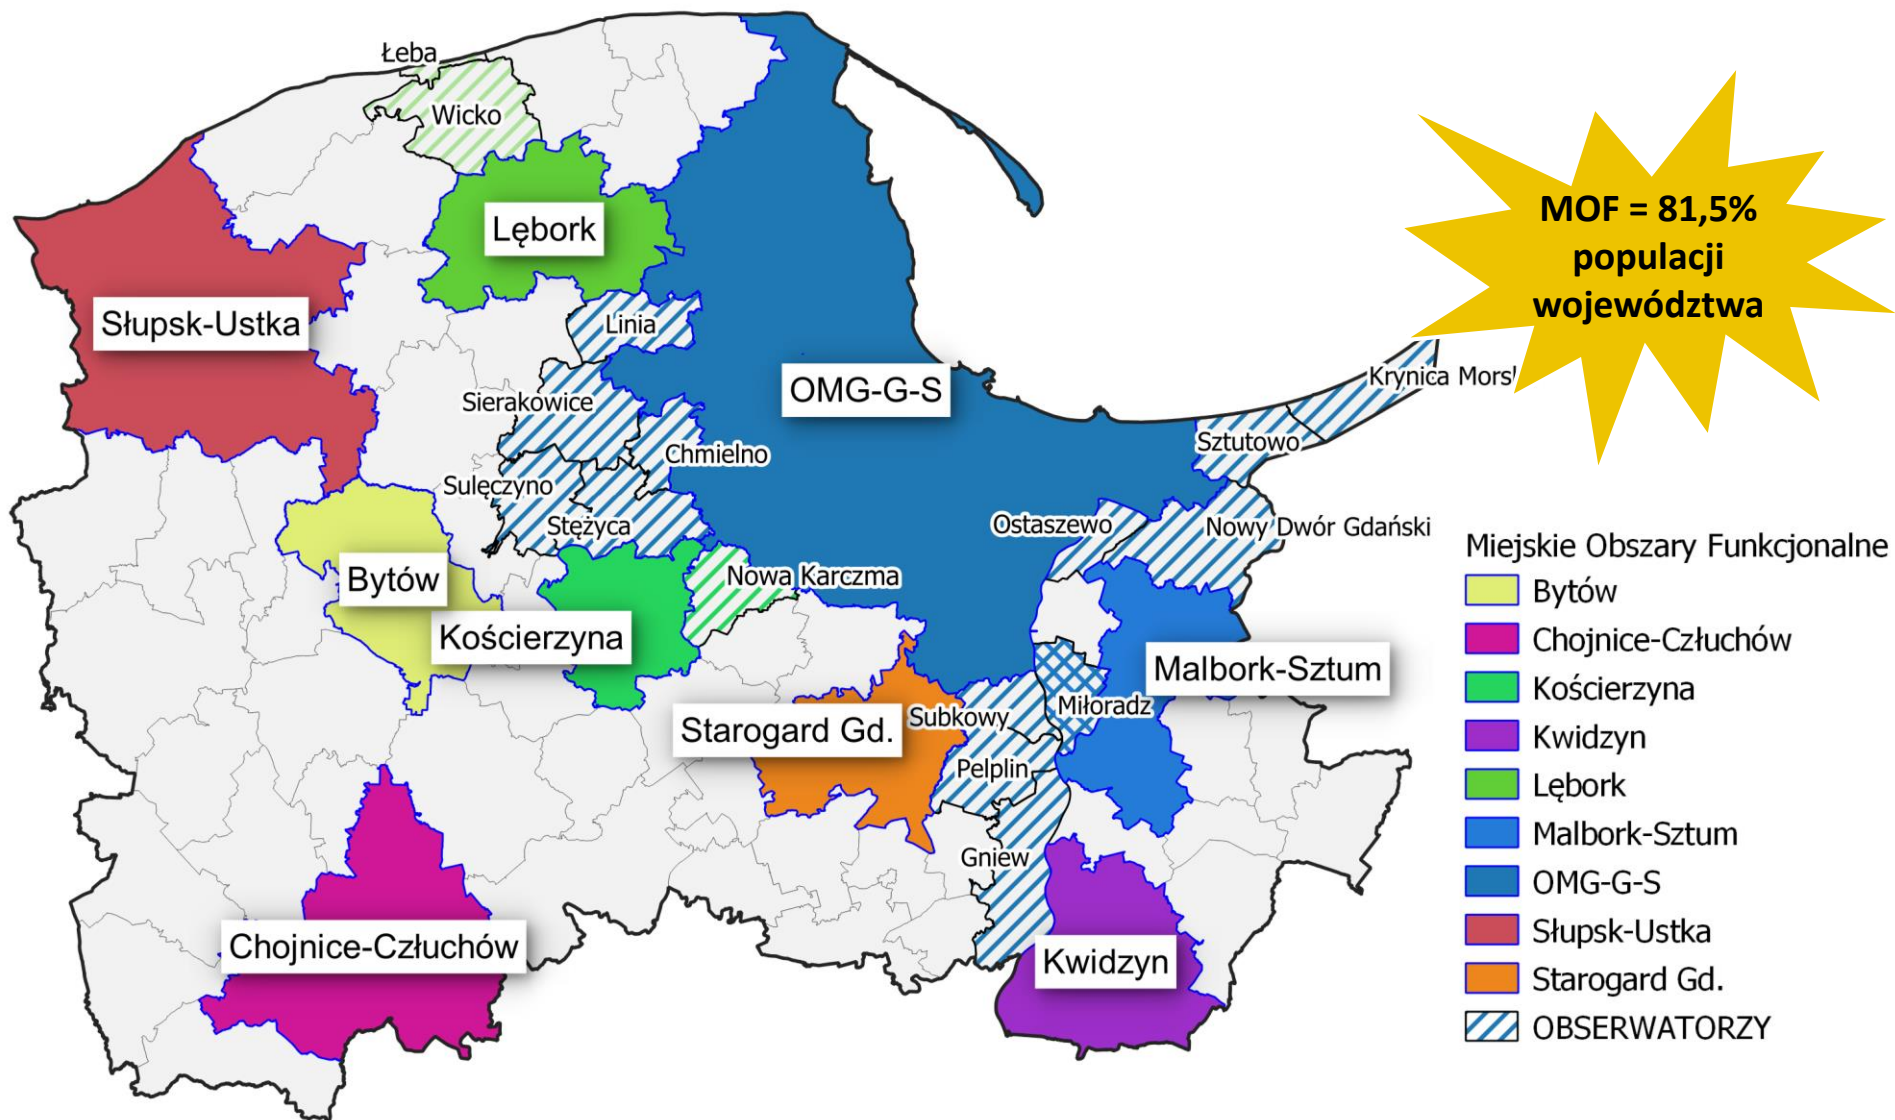 Łeba
Wicko
Lębork
Słupsk-Ustka
Linia
OMG-G-S
Sierakowice
Chmielno
Sulęczyno
Stężyca
Bytów
Kościerzyna
Nowa Karczma
Ostaszewo
Nowy Dwór Gdański
Sztutowo
Krynica Morsk
Malbork-Sztum
Miłoradz
Starogard Gd.
Subkowy
Pelplin
Gniew
Chojnice-Człuchów
Kwidzyn
MOF = 81,5%
populacji
województwa
Miejskie Obszary Funkcjonalne
Bytów
Chojnice-Człuchów
Kościerzyna
Kwidzyn
Lębork
Malbork-Sztum
OMG-G-S
Słupsk-Ustka
Starogard Gd.
OBSERWATORZY